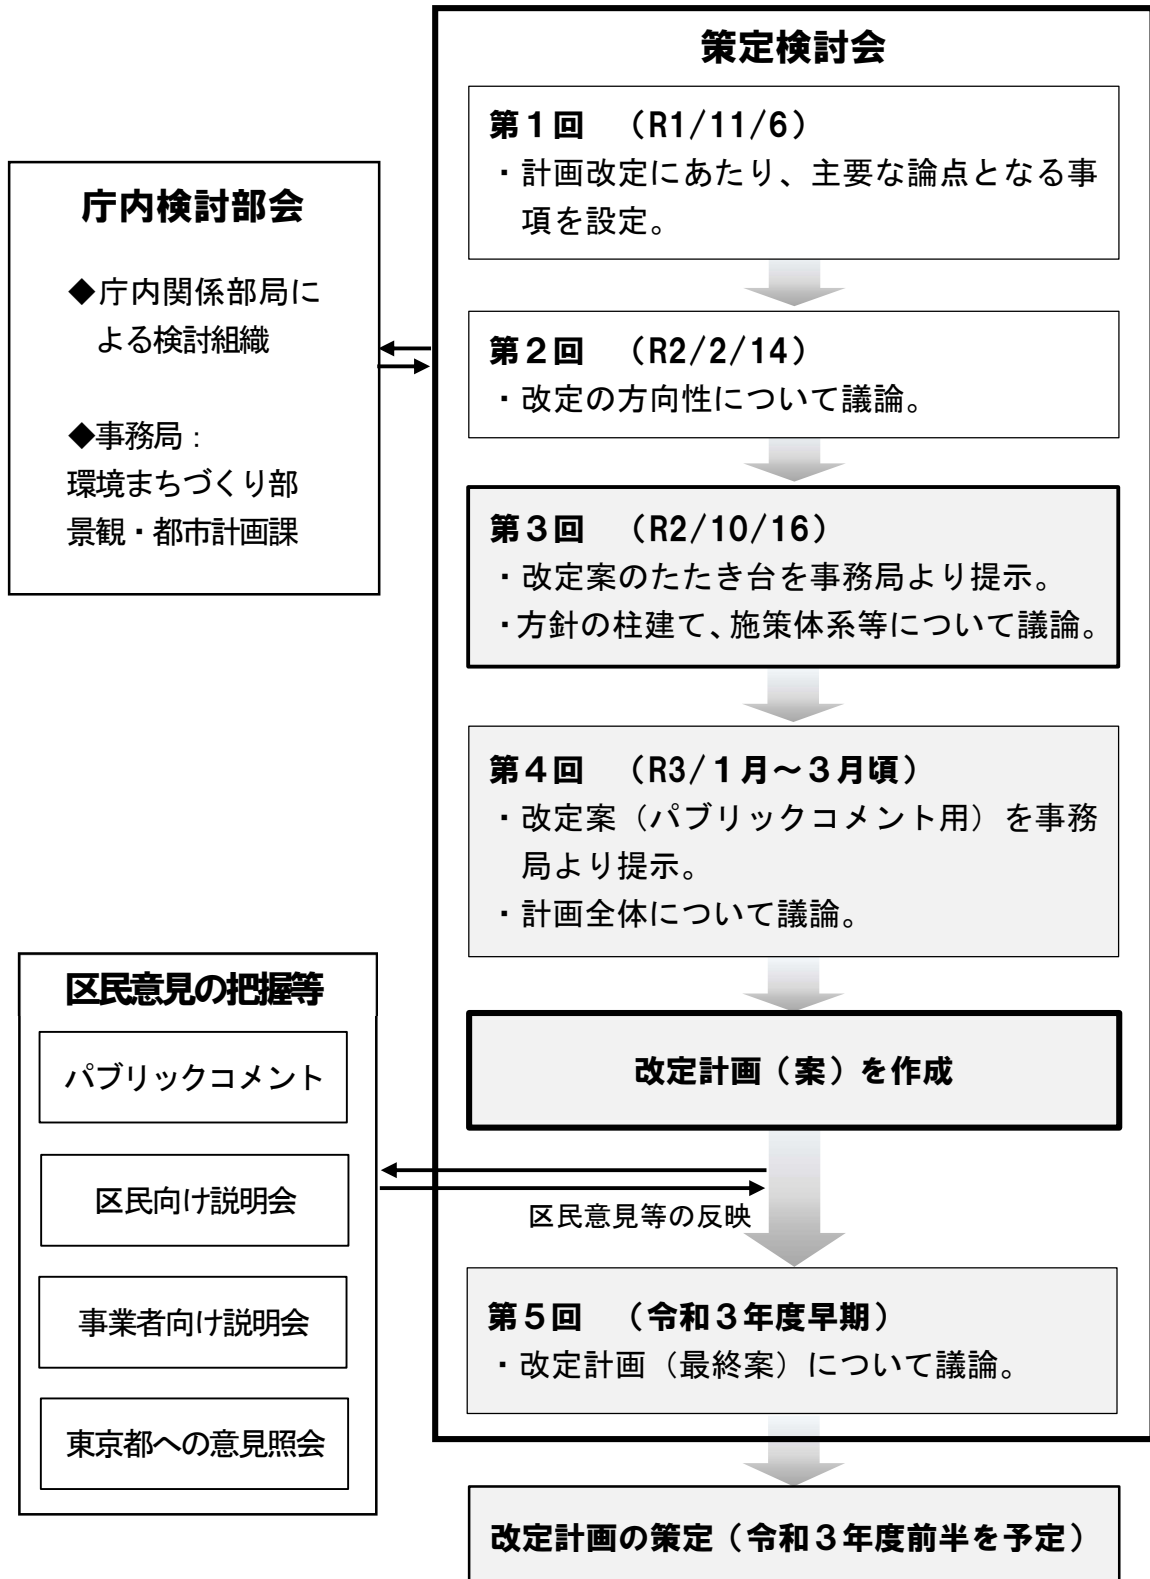 策定検討会
第１回　（R1/11/6）
・計画改定にあたり、主要な論点となる事
項を設定。
第２回　（R2/2/14）
・改定の方向性について議論。
第３回　（R2/10/16）
・改定案のたたき台を事務局より提示。
・方針の柱建て、施策体系等について議論。
第４回　（R3/１月～３月頃）
・改定案（パブリックコメント用）を事務
局より提示。
・計画全体について議論。
改定計画（案）を作成
区民意見等の反映
第５回　（令和３年度早期）
・改定計画（最終案）について議論。
改定計画の策定（令和３年度前半を予定）
庁内検討部会
◆庁内関係部局に
よる検討組織
◆事務局：
環境まちづくり部
景観・都市計画課
区民意見の把握等
パブリックコメント
区民向け説明会
事業者向け説明会
東京都への意見照会